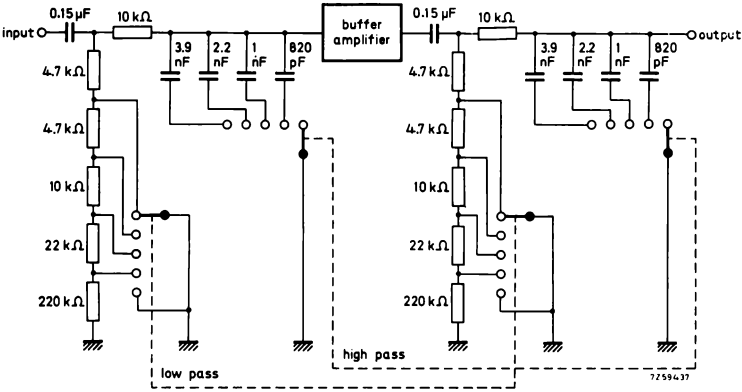 input
0.15 µF
10 kΩ
3.9 nF
2.2 nF
1 nF
820 pF
buffer amplifier
0.15 µF
10 kΩ
3.9 nF
2.2 nF
1 nF
820 pF
output
4.7 kΩ
4.7 kΩ
10 kΩ
22 kΩ
220 kΩ
4.7 kΩ
4.7 kΩ
10 kΩ
22 kΩ
220 kΩ
high pass
low pass
7Z59437